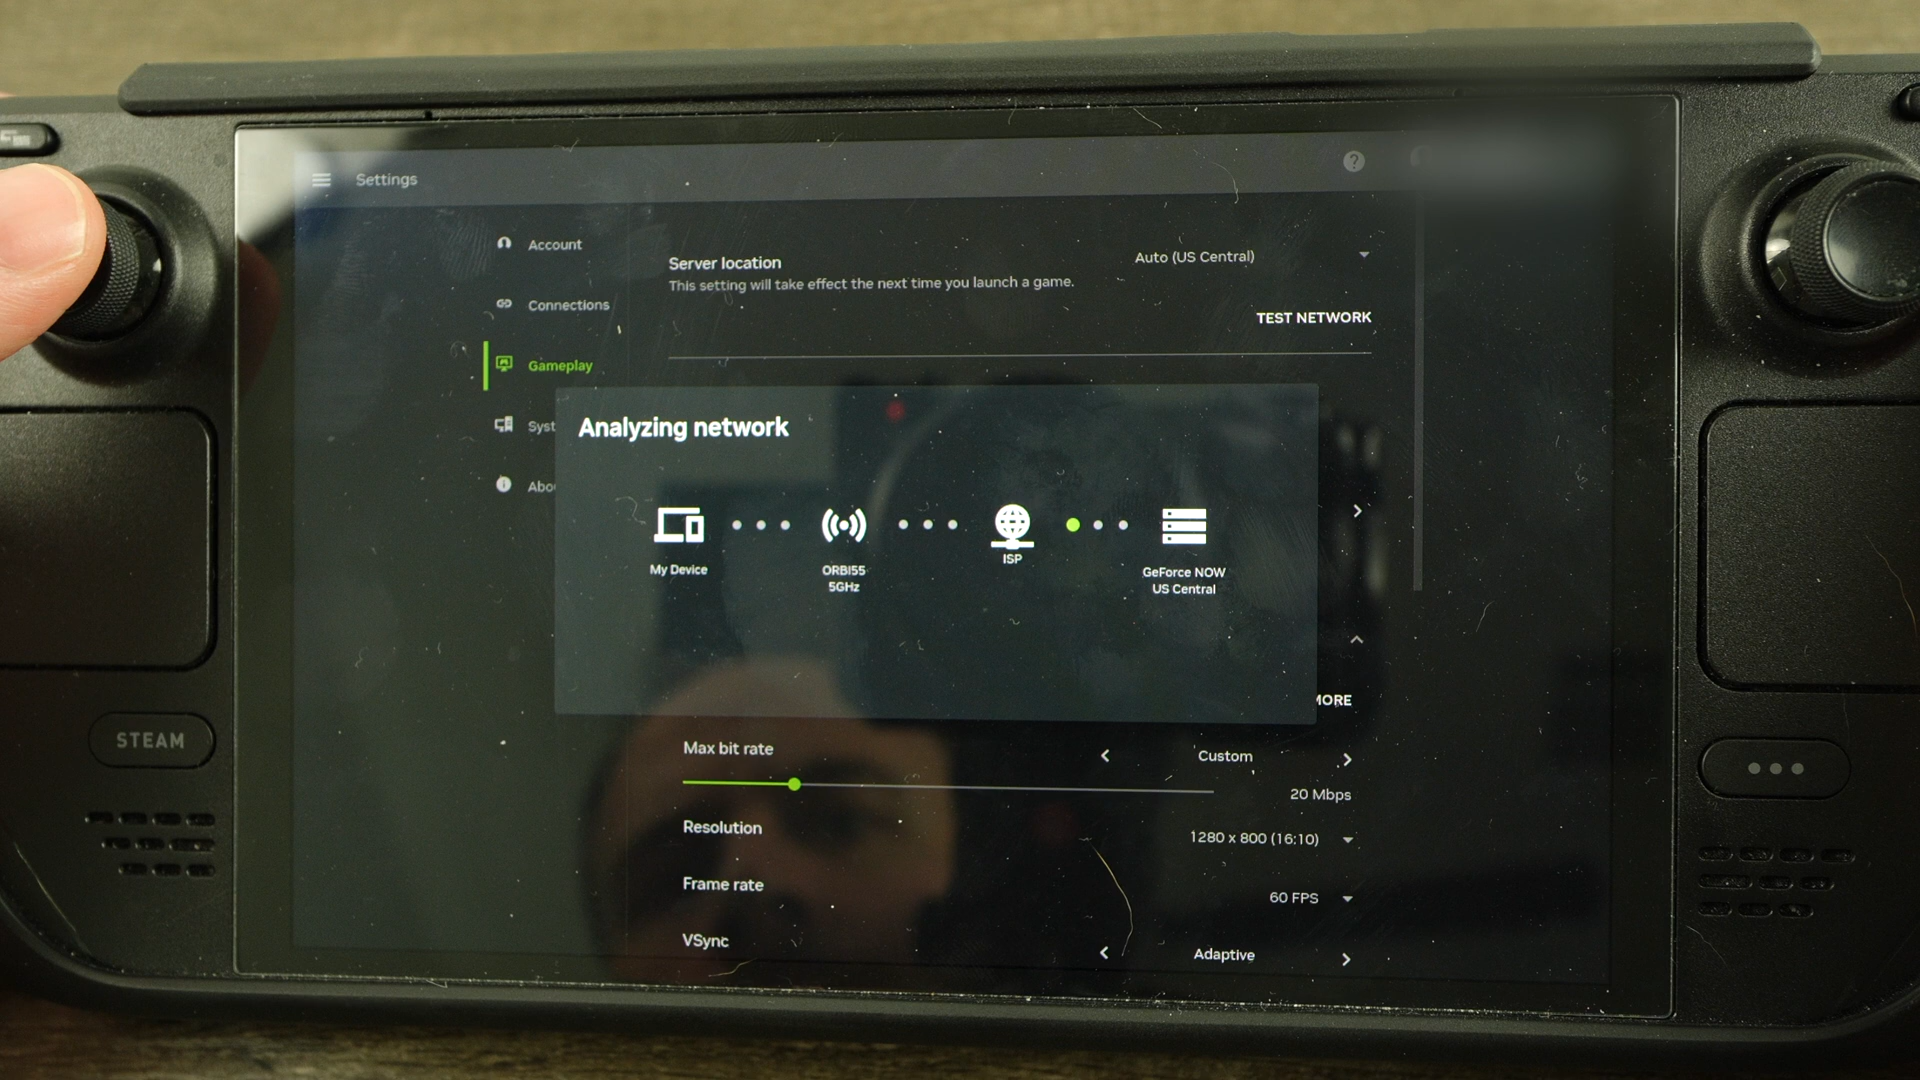 Settings
Account
Connections
Gameplay
Syst
Abo
Server location
Auto (US Central)
This setting will take effect the next time you launch a game.
TEST NETWORK
Analyzing network
My Device
ORBI55
5GHz
ISP
GeForce NOW
US Central
MORE
Max bit rate
Custom
20 Mbps
Resolution
1280 x 800 (16:10)
Frame rate
60 FPS
VSync
Adaptive
STEAM